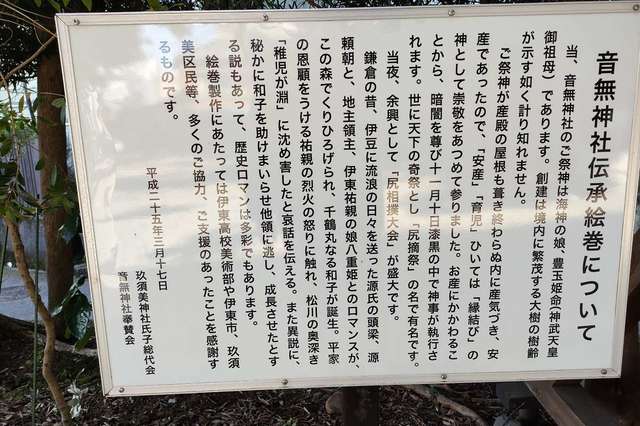 音無神社伝承絵巻について
当、音無神社のご祭神は海神の娘、豊玉姫命（神武天皇
御祖母）であります。創建は境内に繁茂する大樹の樹齢
が示す如く計り知れません。
ご祭神が産殿の屋根も葺き終わらぬ内に産気づき、安
産であったので、「安産」、「育児」ひいては「縁結び」の
神として崇敬をあつめて参りました。お産にかかわるこ
とから、暗闇を尊び十一月十日漆黒の中で神事が執行さ
れます。世に天下の奇祭とし「尻摘祭」の名で有名です。
当夜、余興として「尻相撲大会」が盛大です。
鎌倉の昔、伊豆に流浪の日々を送った源氏の頭梁、源
頼朝と、地主領主、伊東祐親の娘八重姫とのロマンスが、
この森でくりひろげられ、千鶴丸なる和子が誕生。平家
の恩顧をうける祐親の烈火の怒りに触れ、松川の奥深き
「稚児が淵」に沈め害したと哀話を伝える。また異説に、
秘かに和子を助けまいらせ他領に逃し、成長させたとす
る説もあって、歴史ロマンは多彩でもあります。
絵巻製作にあたっては伊東高校美術部や伊東市、玖須
美区民等、多くのご協力、ご支援のあったことを感謝す
るものです。
平成二十五年三月十七日
玖須美神社氏子総代会
音無神社奉賛会